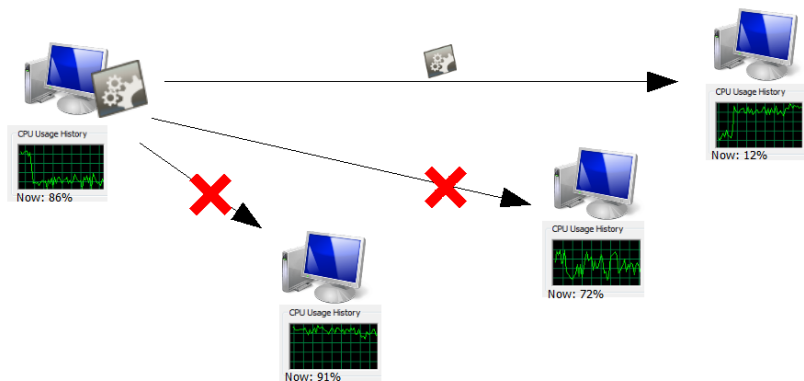 CPU Usage History
Now: 86%
CPU Usage History
Now: 12%
CPU Usage History
Now: 72%
CPU Usage History
Now: 91%